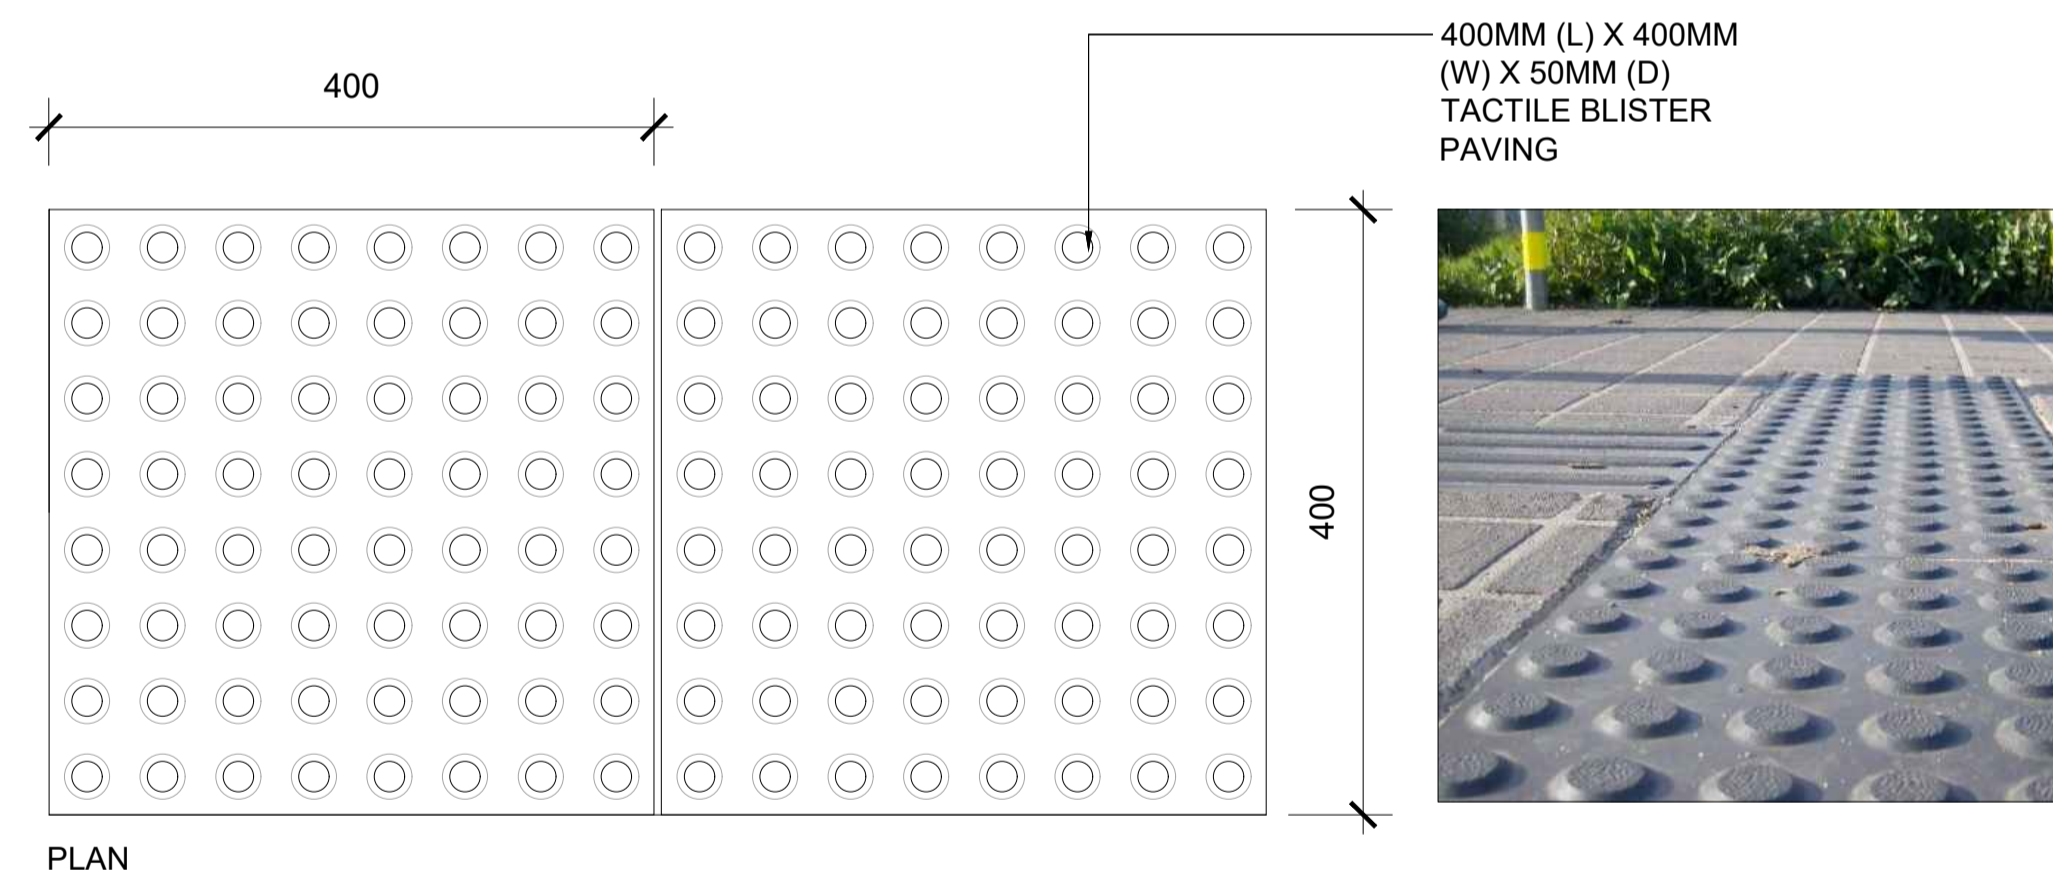 400
400MM (L) X 400MM
(W) X 50MM (D)
TACTILE BLISTER
PAVING
400
PLAN